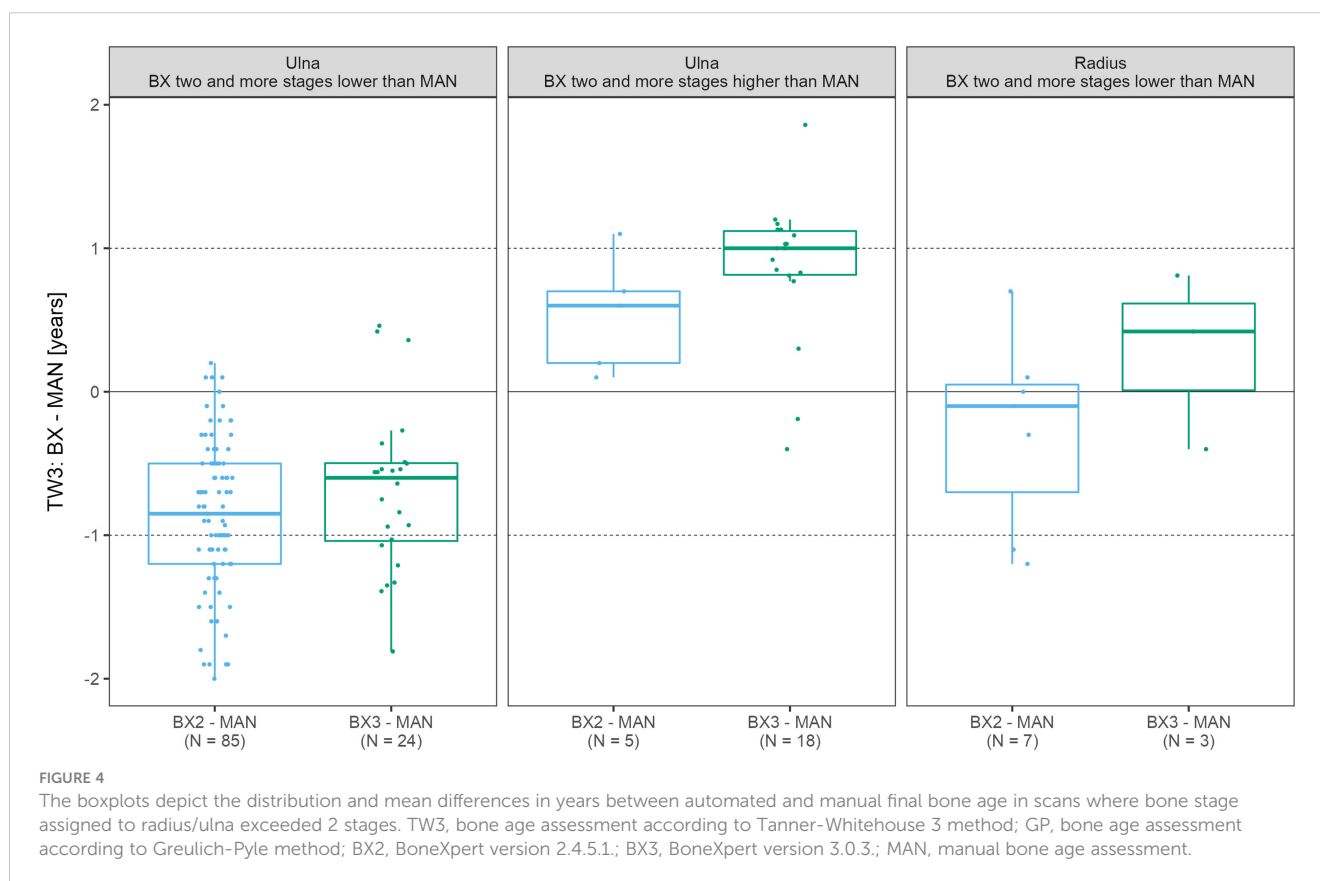 Ulna
BX two and more stages lower than MAN
Ulna
BX two and more stages higher than MAN
Radius
BX two and more stages lower than MAN
TW3: BX - MAN [years]
2
1
0
-1
-2
BX2 - MAN
(N = 85)
BX3 - MAN
(N = 24)
BX2 - MAN
(N = 5)
BX3 - MAN
(N = 18)
BX2 - MAN
(N = 7)
BX3 - MAN
(N = 3)
FIGURE 4
The boxplots depict the distribution and mean differences in years between automated and manual final bone age in scans where bone stage
assigned to radius/ulna exceeded 2 stages. TW3, bone age assessment according to Tanner-Whitehouse 3 method; GP, bone age assessment
according to Greulich-Pyle method; BX2, BoneXpert version 2.4.5.1.; BX3, BoneXpert version 3.0.3.; MAN, manual bone age assessment.